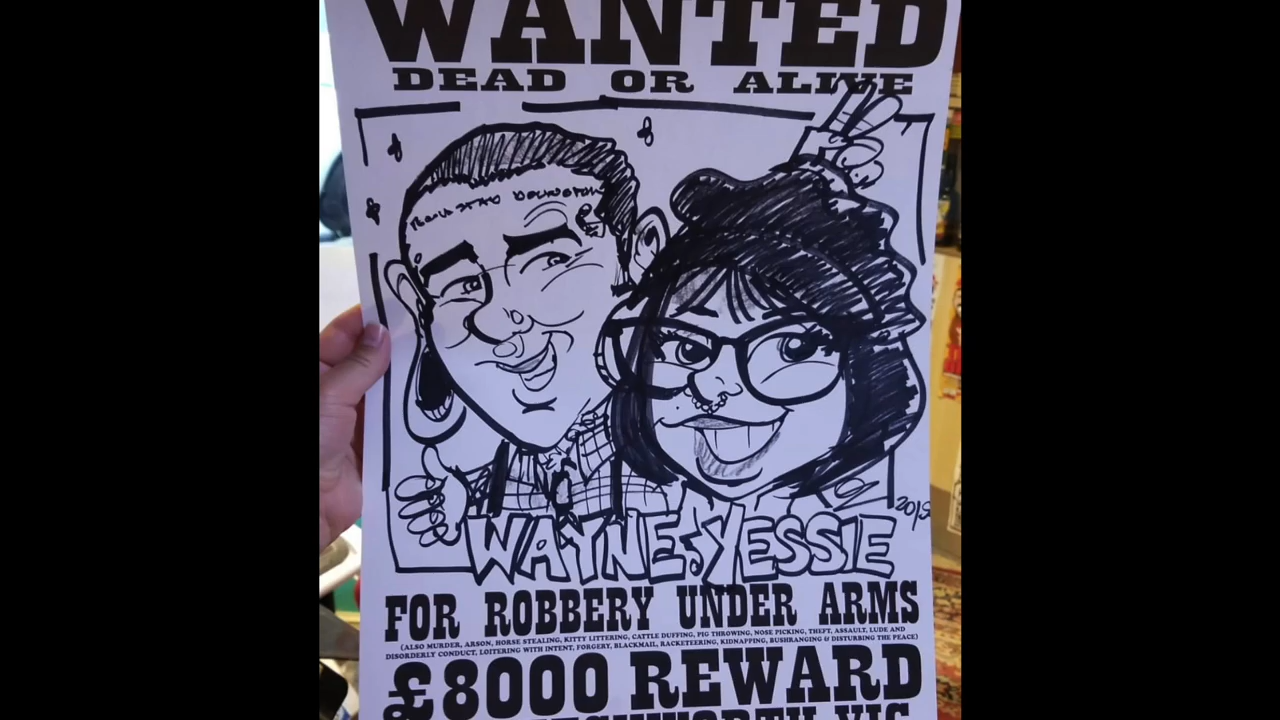 WANTED
DEAD OR ALIVE
WAYNE & YESSIE
2019
FOR ROBBERY UNDER ARMS
(ALSO MURDER, ARSON, HORSE STEALING, KITTY LITTERING, CATTLE DUFFING, PIG THROWING, NOSE PICKING, THEFT, ASSAULT, LUDE AND
DISORDERLY CONDUCT, LOITERING WITH INTENT, FORGERY, BLACKMAIL, RACKETEERING, KIDNAPPING, BUSHRANGING & DISTURBING THE PEACE)
£8000 REWARD
VIC